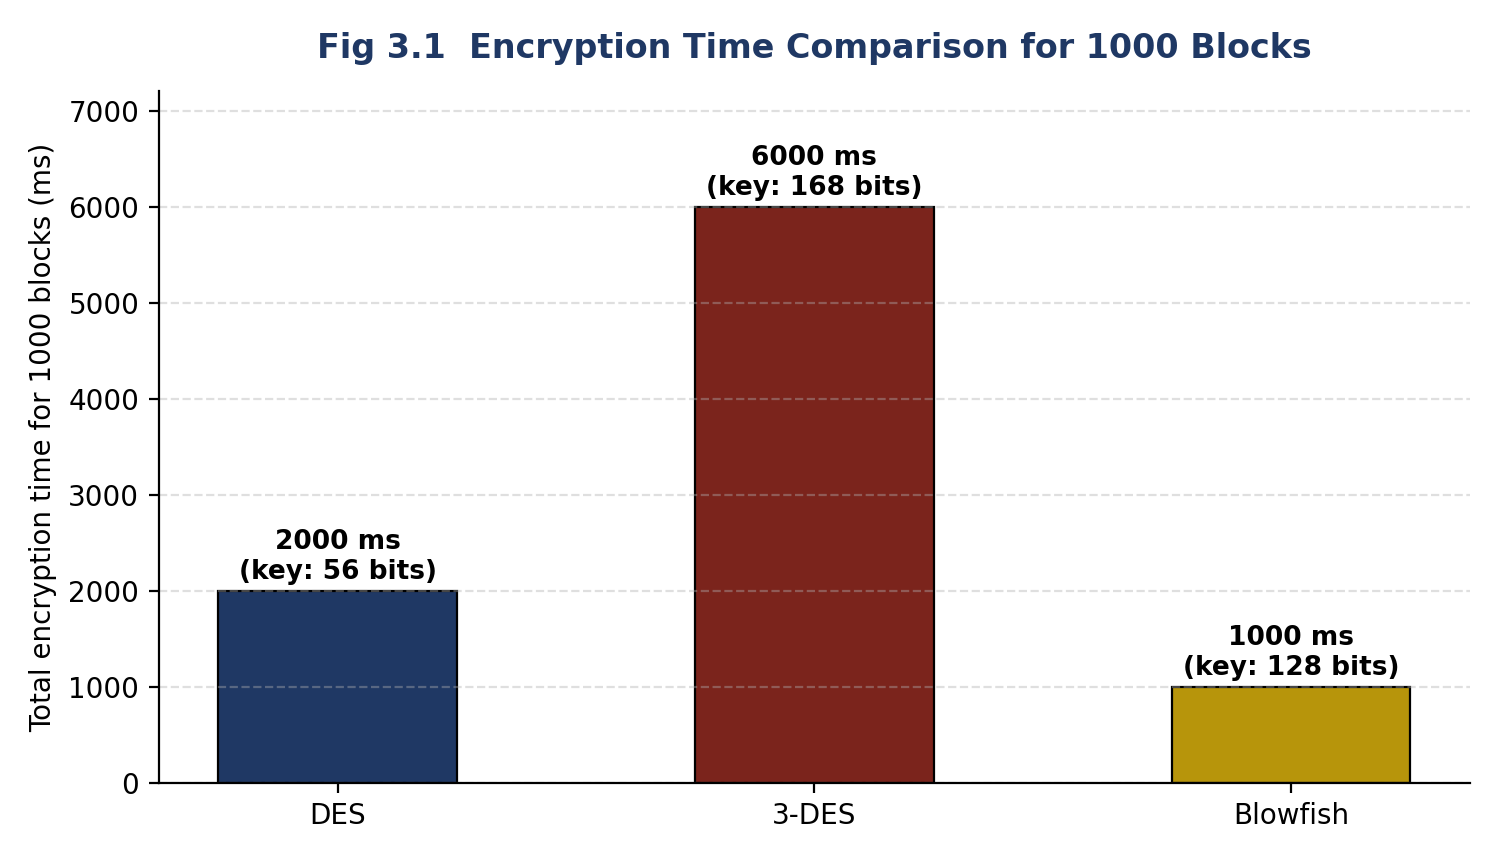 Fig 3.1  Encryption Time Comparison for 1000 Blocks
Total encryption time for 1000 blocks (ms)
7000
6000
5000
4000
3000
2000
1000
0
2000 ms
(key: 56 bits)
6000 ms
(key: 168 bits)
1000 ms
(key: 128 bits)
DES
3-DES
Blowfish